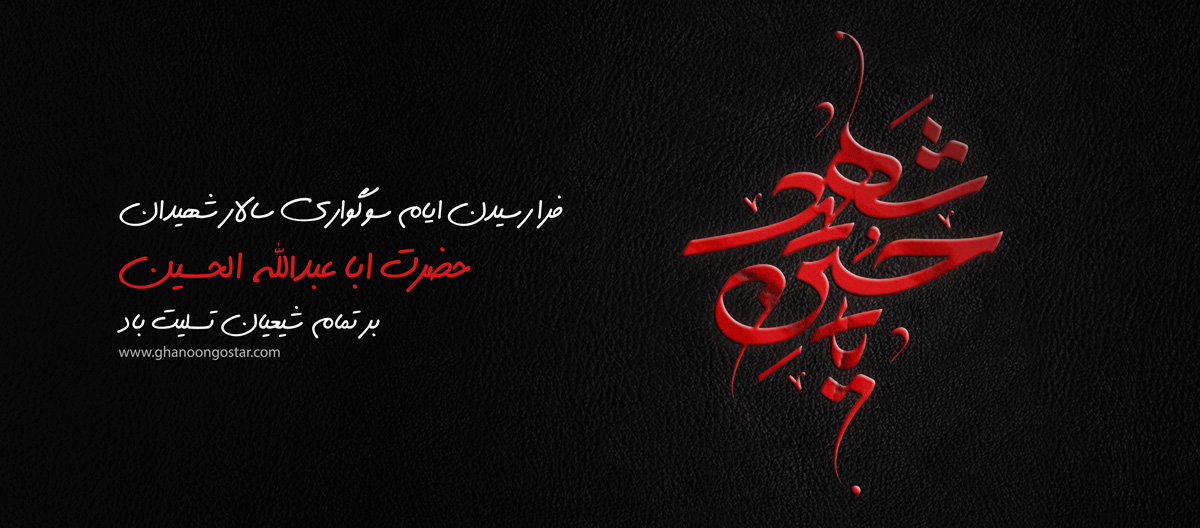 فرا رسیدن ایام سوگواری سالار شهیدان
حضرت ابا عبدالله الحسین
بر تمام شیعیان تسلیت باد
www.ghanoongostar.com
یا حسین شهید